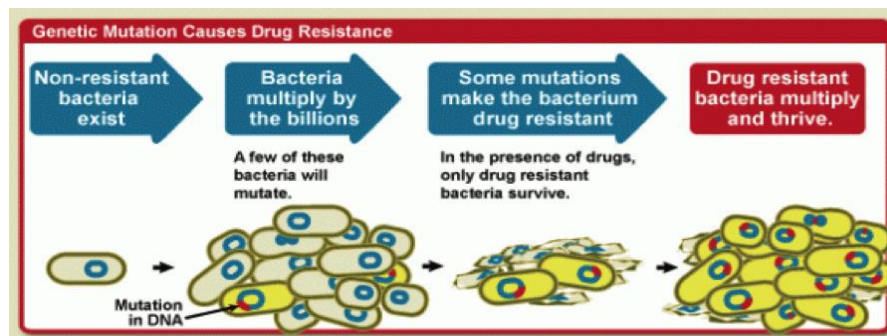 Genetic Mutation Causes Drug Resistance
Non-resistant
bacteria
exist
Bacteria
multiply by
the billions
Some mutations
make the bacterium
drug resistant
Drug resistant
bacteria multiply
and thrive.
A few of these
bacteria will
mutate.
In the presence of drugs,
only drug resistant
bacteria survive.
Mutation
in DNA